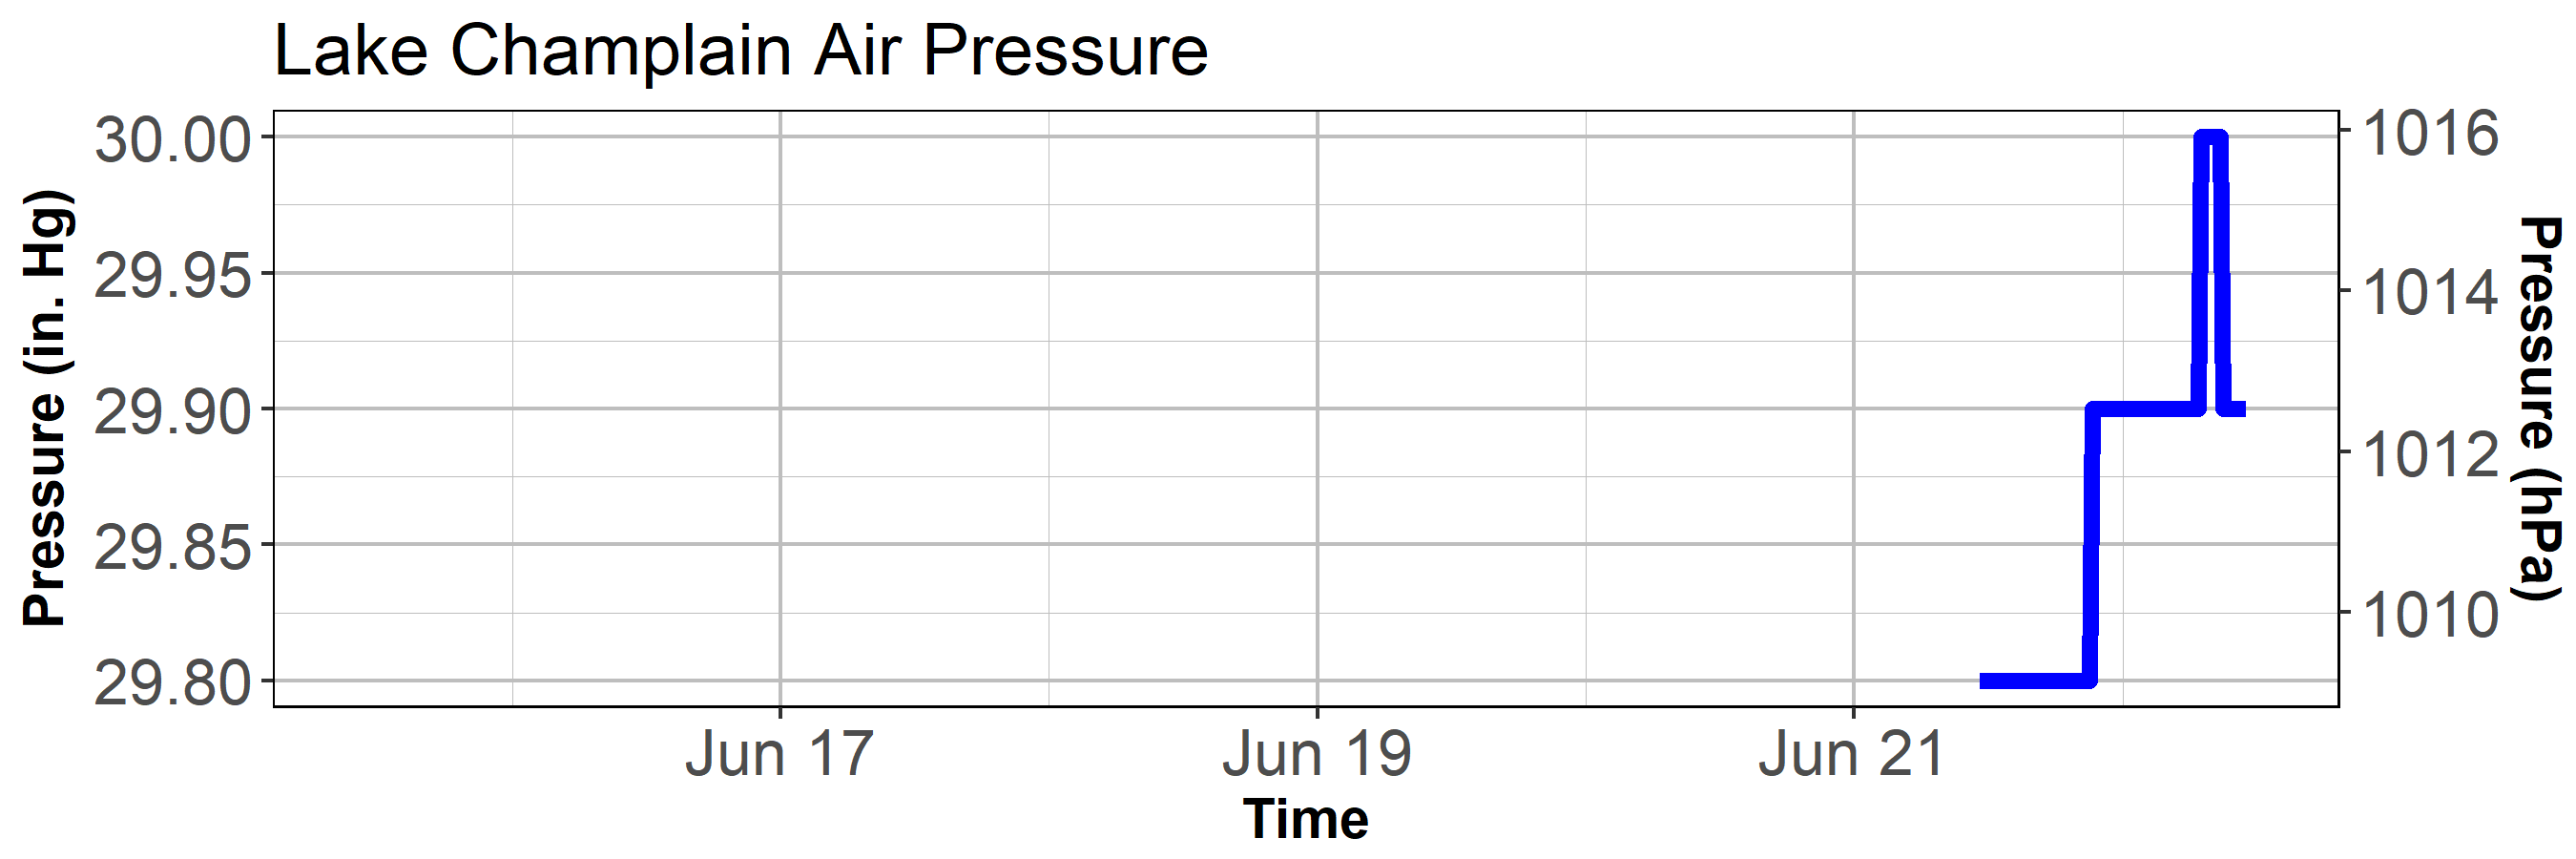 Lake Champlain Air Pressure
Pressure (in. Hg)
30.00
29.95
29.90
29.85
29.80
1016
1014
1012
1010
Pressure (hPa)
Jun 17
Jun 19
Jun 21
Time